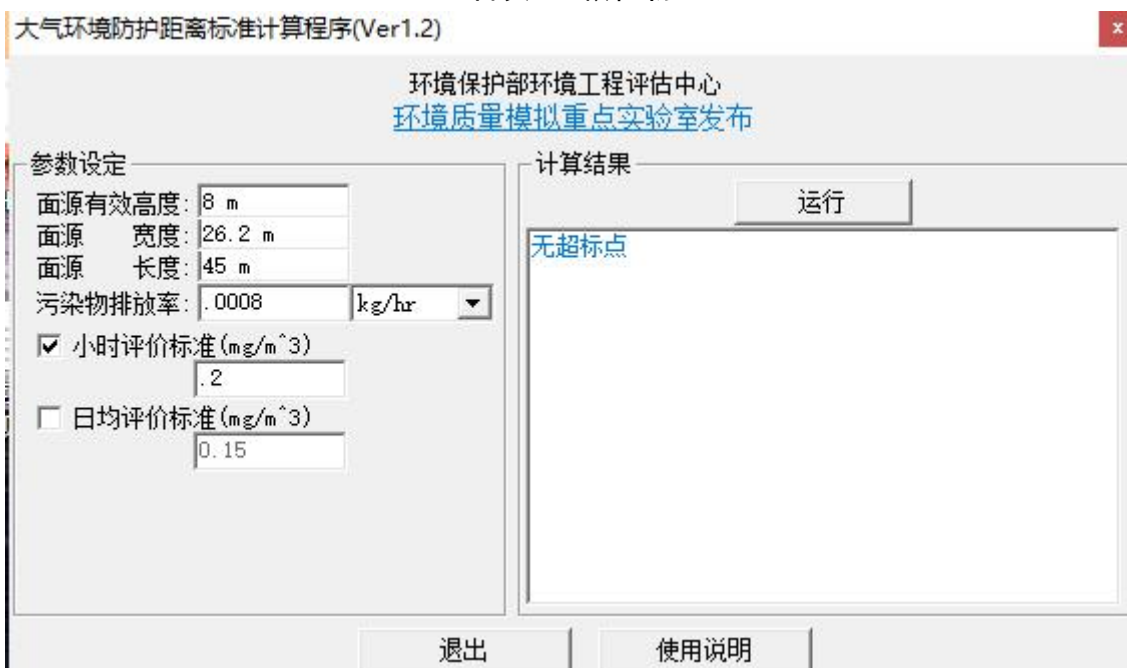 大气环境防护距离标准计算程序(Ver1.2)
x
环境保护部环境工程评估中心
环境质量模拟重点实验室发布
参数设定
面源有效高度: 8 m
面源 宽度: 26.2 m
面源 长度: 45 m
污染物排放率: .0008 kg/hr
小时评价标准(mg/m^3)
.2
日均评价标准(mg/m^3)
0.15
计算结果
运行
无超标点
退出 使用说明